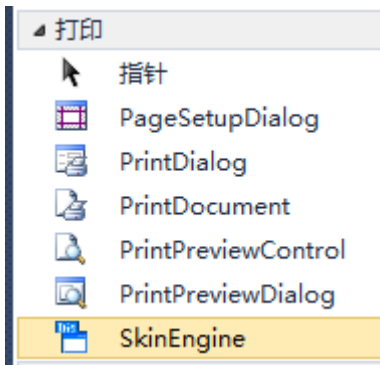 打印
指针
PageSetupDialog
PrintDialog
PrintDocument
PrintPreviewControl
PrintPreviewDialog
SkinEngine